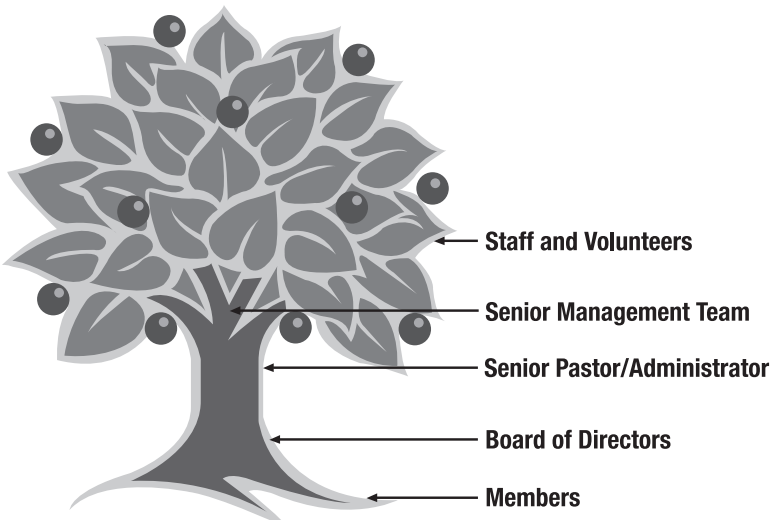 Staff and Volunteers
Senior Management Team
Senior Pastor/Administrator
Board of Directors
Members